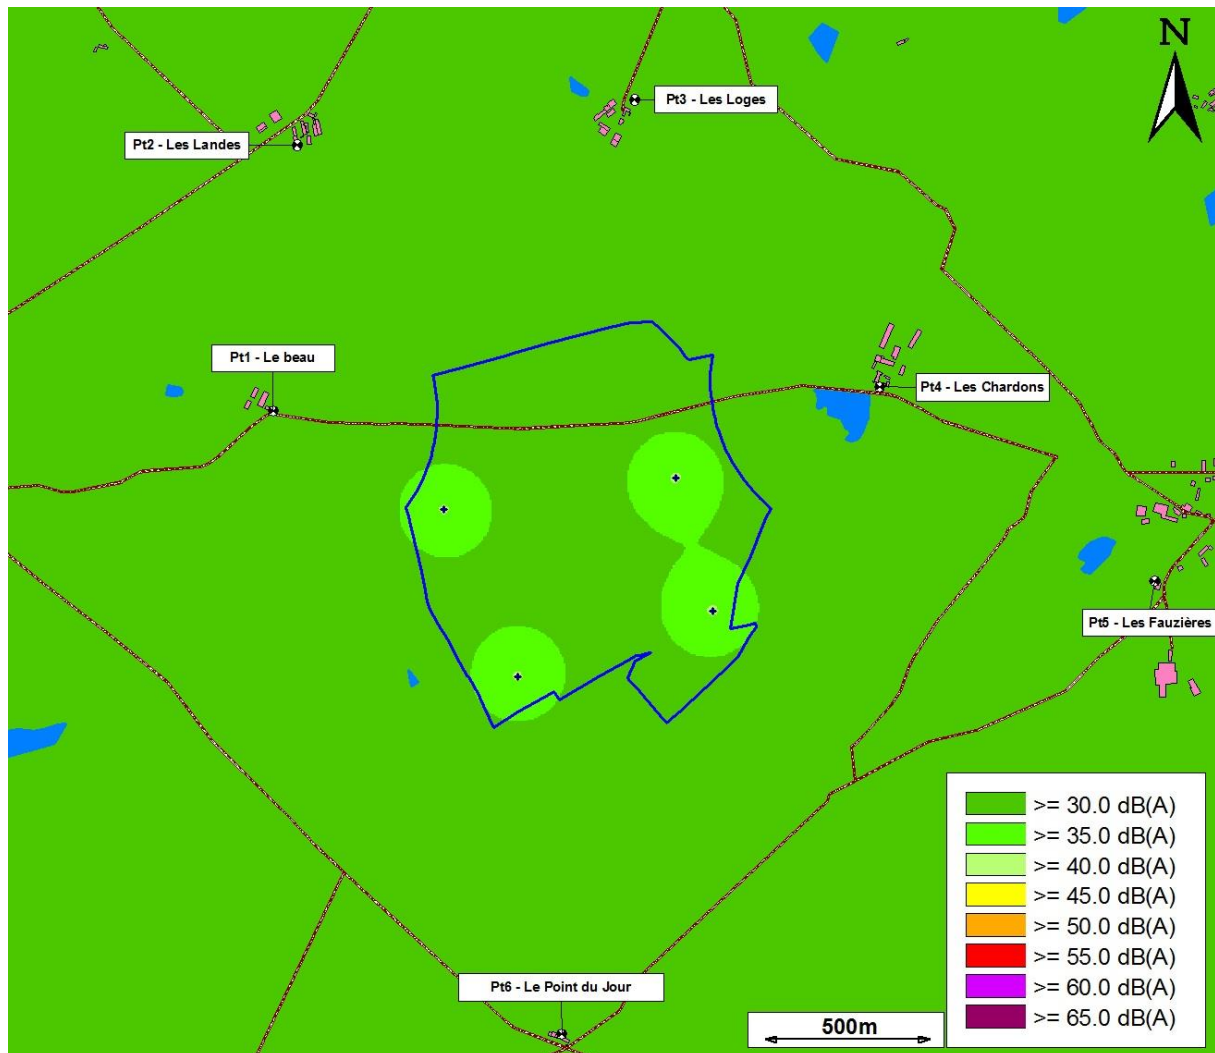 N
Pt3 - Les Loges
Pt2 - Les Landes
Pt1 - Le beau
Pt4 - Les Chardons
Pt5 - Les Fauzières
Pt6 - Le Point du Jour
500m
>= 30.0 dB(A)
>= 35.0 dB(A)
>= 40.0 dB(A)
>= 45.0 dB(A)
>= 50.0 dB(A)
>= 55.0 dB(A)
>= 60.0 dB(A)
>= 65.0 dB(A)